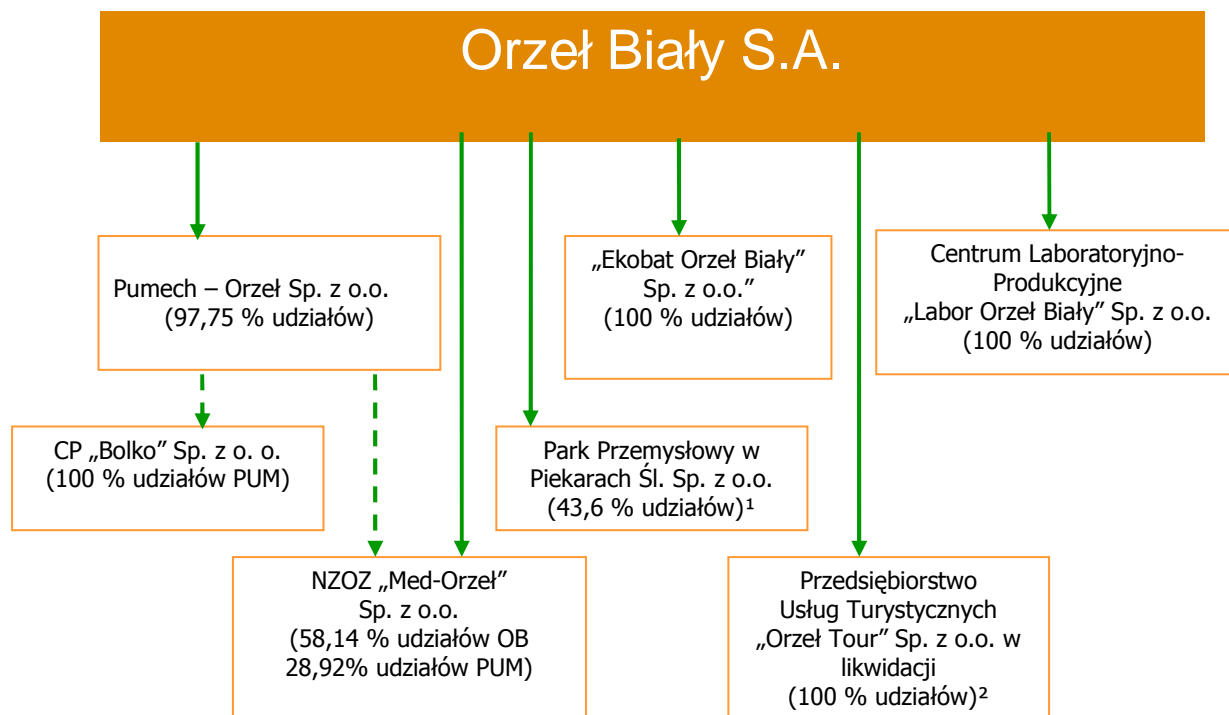 Orzeł Biały S.A.
Pumech – Orzeł Sp. z o.o.
(97,75 % udziałów)
„Ekobat Orzeł Biały”
Sp. z o.o.”
(100 % udziałów)
Centrum Laboratoryjno-
Produkcyjne
„Labor Orzeł Biały” Sp. z o.o.
(100 % udziałów)
CP „Bolko” Sp. z o. o.
(100 % udziałów PUM)
Park Przemysłowy w
Piekarach Śl. Sp. z o.o.
(43,6 % udziałów)¹
NZOZ „Med-Orzeł”
Sp. z o.o.
(58,14 % udziałów OB
28,92% udziałów PUM)
Przedsiębiorstwo
Usług Turystycznych
„Orzeł Tour” Sp. z o.o. w
likwidacji
(100 % udziałów)²